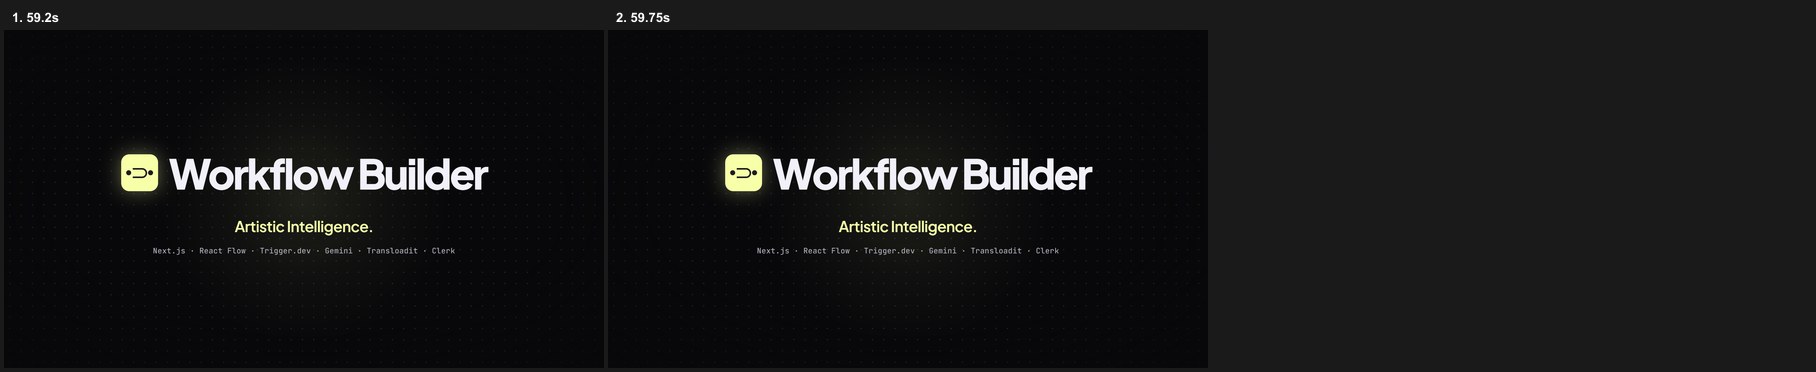 1. 59.2s
Workflow Builder
Artistic Intelligence.
Next.js · React Flow · Trigger.dev · Gemini · Transloadit · Clerk
2. 59.75s
Workflow Builder
Artistic Intelligence.
Next.js · React Flow · Trigger.dev · Gemini · Transloadit · Clerk